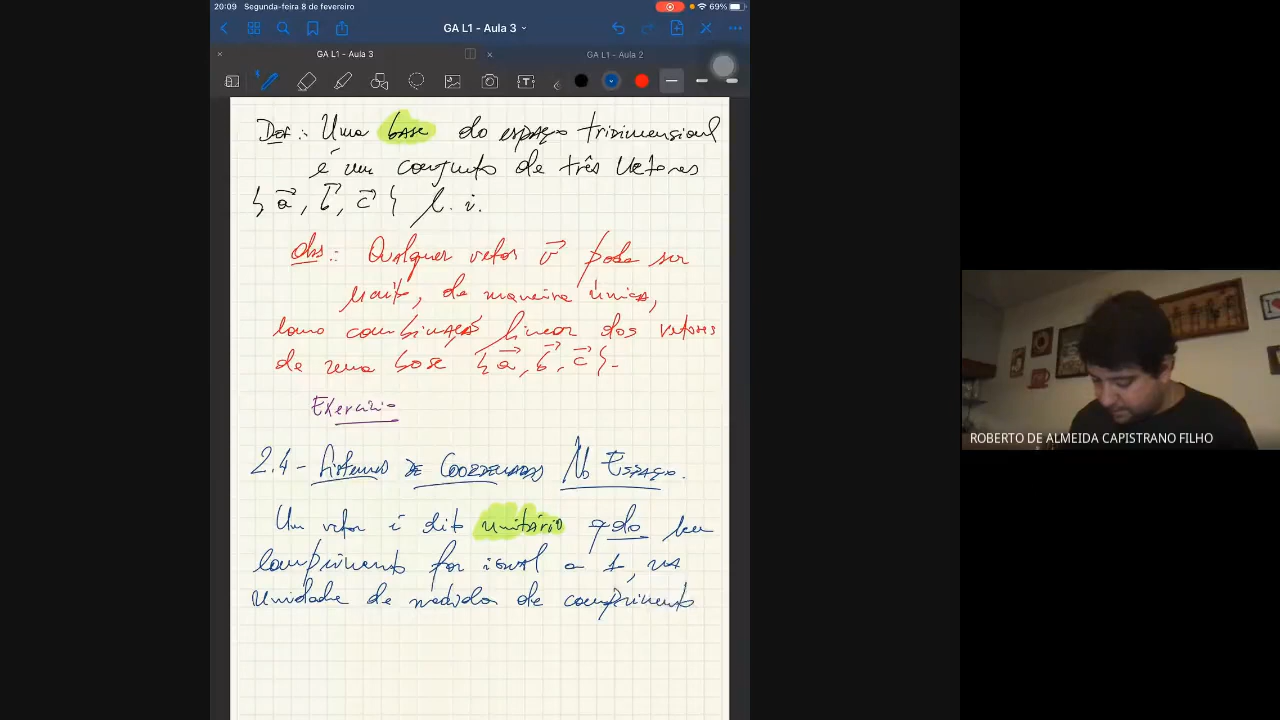 20:09 Segunda-feira 8 de fevereiro
69%
GA L1 - Aula 3
GA L1 - Aula 3
GA L1 - Aula 2
Def.: Uma base do espaço tridimensional
é um conjunto de três vetores
{ a, b, c } l. i.
Obs.: Qualquer vetor v pode ser
escrito, de maneira única,
como combinação linear dos vetores
de uma base { a, b, c }.
Exercício
2.4 - Sistemas DE COORDENADAS No ESPAÇO.
Um vetor é dito unitário qdo seu
comprimento for igual a 1, na
unidade de medida de comprimento
ROBERTO DE ALMEIDA CAPISTRANO FILHO